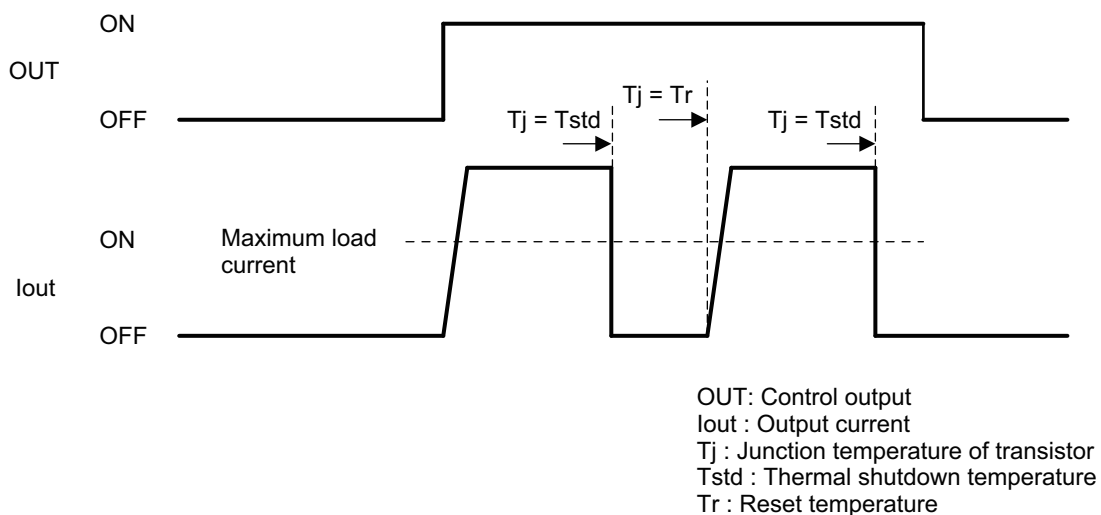 ON
OUT
OFF
Tj = Tstd
Tj = Tr
Tj = Tstd
ON
Maximum load
current
Iout
OFF
OUT: Control output
Iout : Output current
Tj : Junction temperature of transistor
Tstd : Thermal shutdown temperature
Tr : Reset temperature